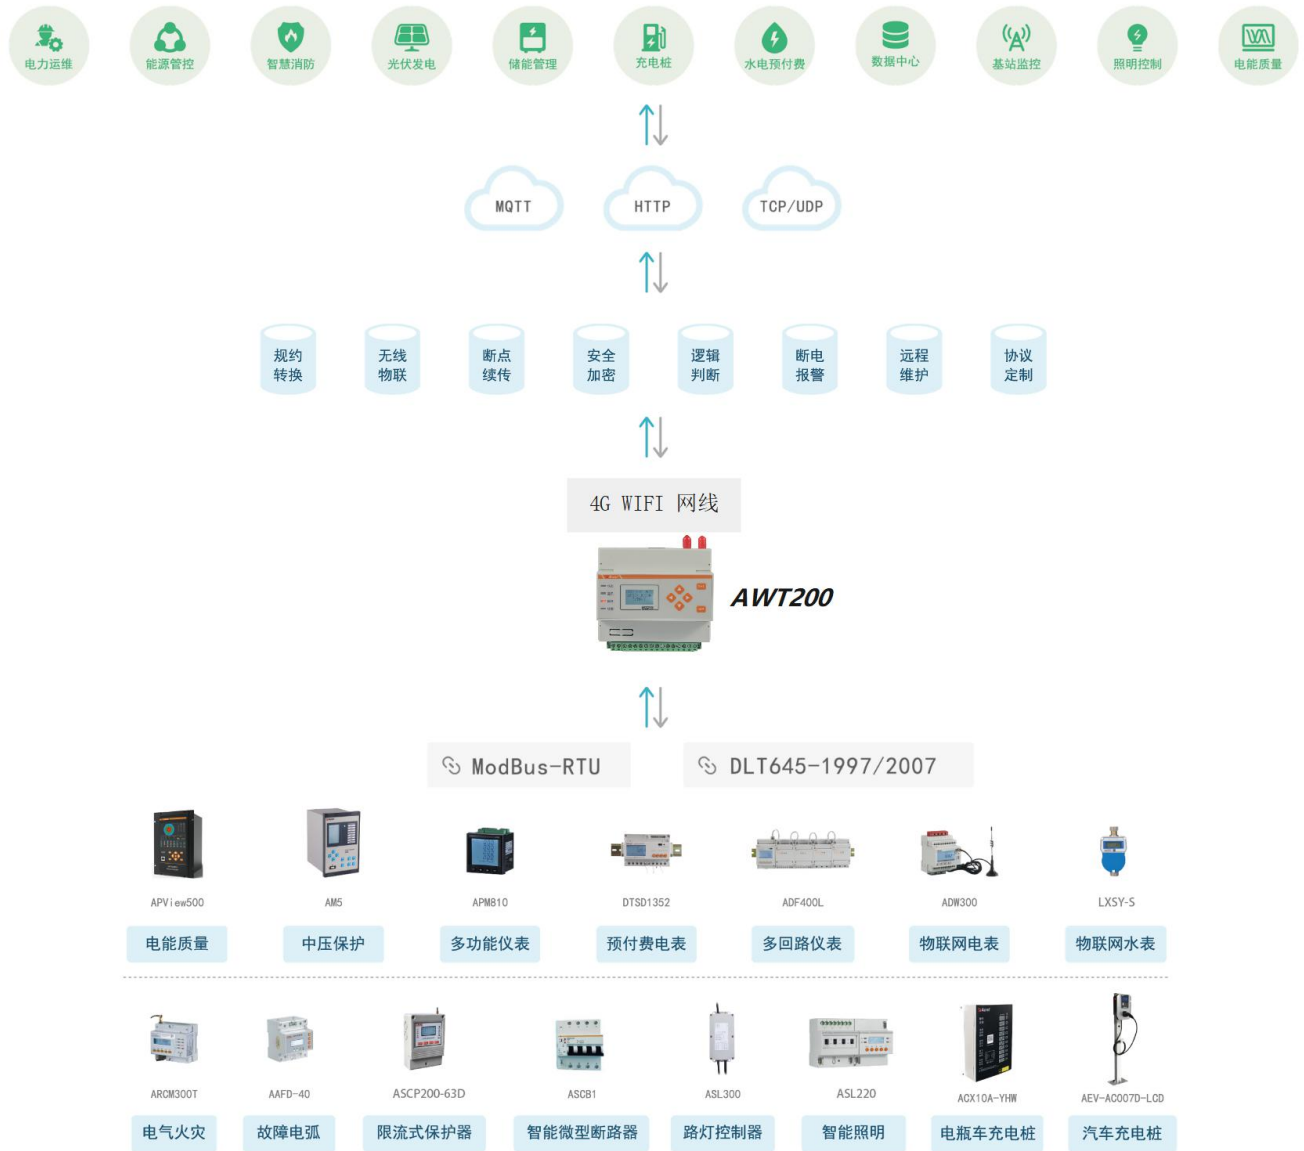 电力运维
能源管控
智慧消防
光伏发电
储能管理
充电桩
水电预付费
数据中心
基站监控
照明控制
电能质量
MQTT
HTTP
TCP/UDP
规约
转换
无线
物联
断点
续传
安全
加密
逻辑
判断
断电
报警
远程
维护
协议
定制
4G WIFI 网线
AWT200
ModBus-RTU
DLT645-1997/2007
APView500
AM5
APM810
DTSD1352
ADF400L
ADW300
LXSY-S
电能质量
中压保护
多功能仪表
预付费电表
多回路仪表
物联网电表
物联网水表
ARCM300T
AAFD-40
ASCP200-63D
ASCB1
ASL300
ASL220
ACX10A-YHW
AEV-AC007D-LCD
电气火灾
故障电弧
限流式保护器
智能微型断路器
路灯控制器
智能照明
电瓶车充电桩
汽车充电桩